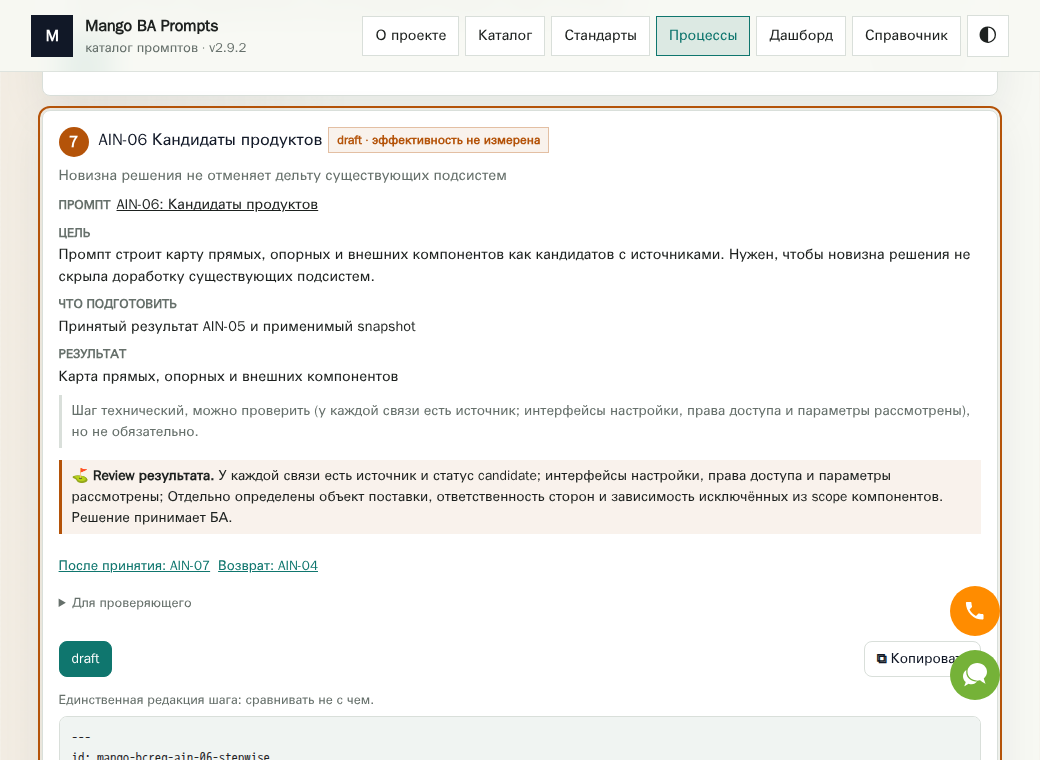 M
Mango BA Prompts
каталог промптов · v2.9.2
О проекте
Каталог
Стандарты
Процессы
Дашборд
Справочник
7
AIN-06 Кандидаты продуктов
draft · эффективность не измерена
Новизна решения не отменяет дельту существующих подсистем
ПРОМПТ AIN-06: Кандидаты продуктов
ЦЕЛЬ
Промпт строит карту прямых, опорных и внешних компонентов как кандидатов с источниками. Нужен, чтобы новизна решения не
скрыла доработку существующих подсистем.
ЧТО ПОДГОТОВИТЬ
Принятый результат AIN-05 и применимый snapshot
РЕЗУЛЬТАТ
Карта прямых, опорных и внешних компонентов
Шаг технический, можно проверить (у каждой связи есть источник; интерфейсы настройки, права доступа и параметры рассмотрены),
но не обязательно.
Review результата. У каждой связи есть источник и статус candidate; интерфейсы настройки, права доступа и параметры
рассмотрены; Отдельно определены объект поставки, ответственность сторон и зависимость исключённых из scope компонентов.
Решение принимает БА.
После принятия: AIN-07 Возврат: AIN-04
Для проверяющего
draft
Копироват
Единственная редакция шага: сравнивать не с чем.
---
id: mango-bcreq-ain-06-stepwise